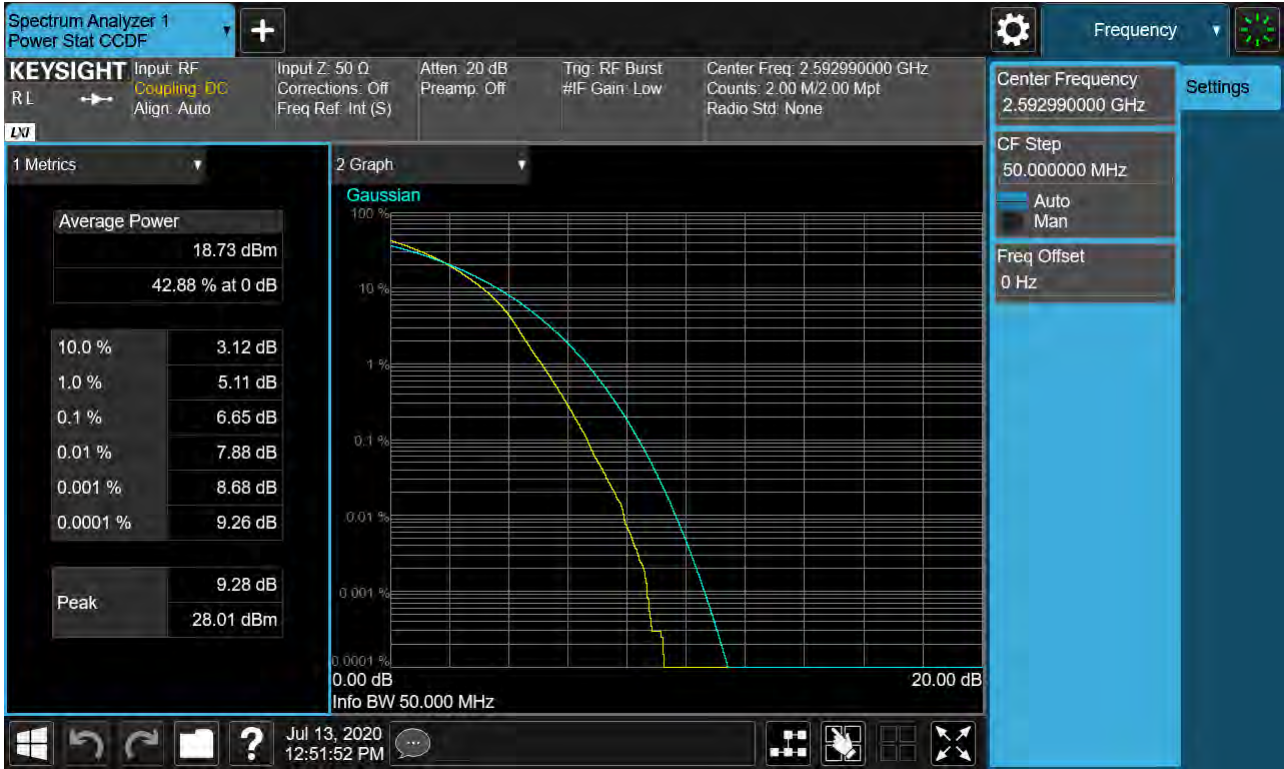 Spectrum Analyzer 1
Power Stat CCDF
+
Frequency
KEYSIGHT
RL
LXI
Input: RF
Coupling: DC
Align: Auto
Input Z: 50 Ω
Corrections: Off
Freq Ref: Int (S)
Atten: 20 dB
Preamp: Off
Trig: RF Burst
#IF Gain: Low
Center Freq: 2.592990000 GHz
Counts: 2.00 M/2.00 Mpt
Radio Std: None
Center Frequency
2.592990000 GHz
Settings
CF Step
50.000000 MHz
Auto
Man
Freq Offset
0 Hz
1 Metrics
Average Power
18.73 dBm
42.88 % at 0 dB
10.0 % 3.12 dB
1.0 % 5.11 dB
0.1 % 6.65 dB
0.01 % 7.88 dB
0.001 % 8.68 dB
0.0001 % 9.26 dB
Peak
9.28 dB
28.01 dBm
2 Graph
Gaussian
100 %
10 %
1 %
0.1 %
0.01 %
0.001 %
0.0001 %
0.00 dB 20.00 dB
Info BW 50.000 MHz
?
Jul 13, 2020
12:51:52 PM